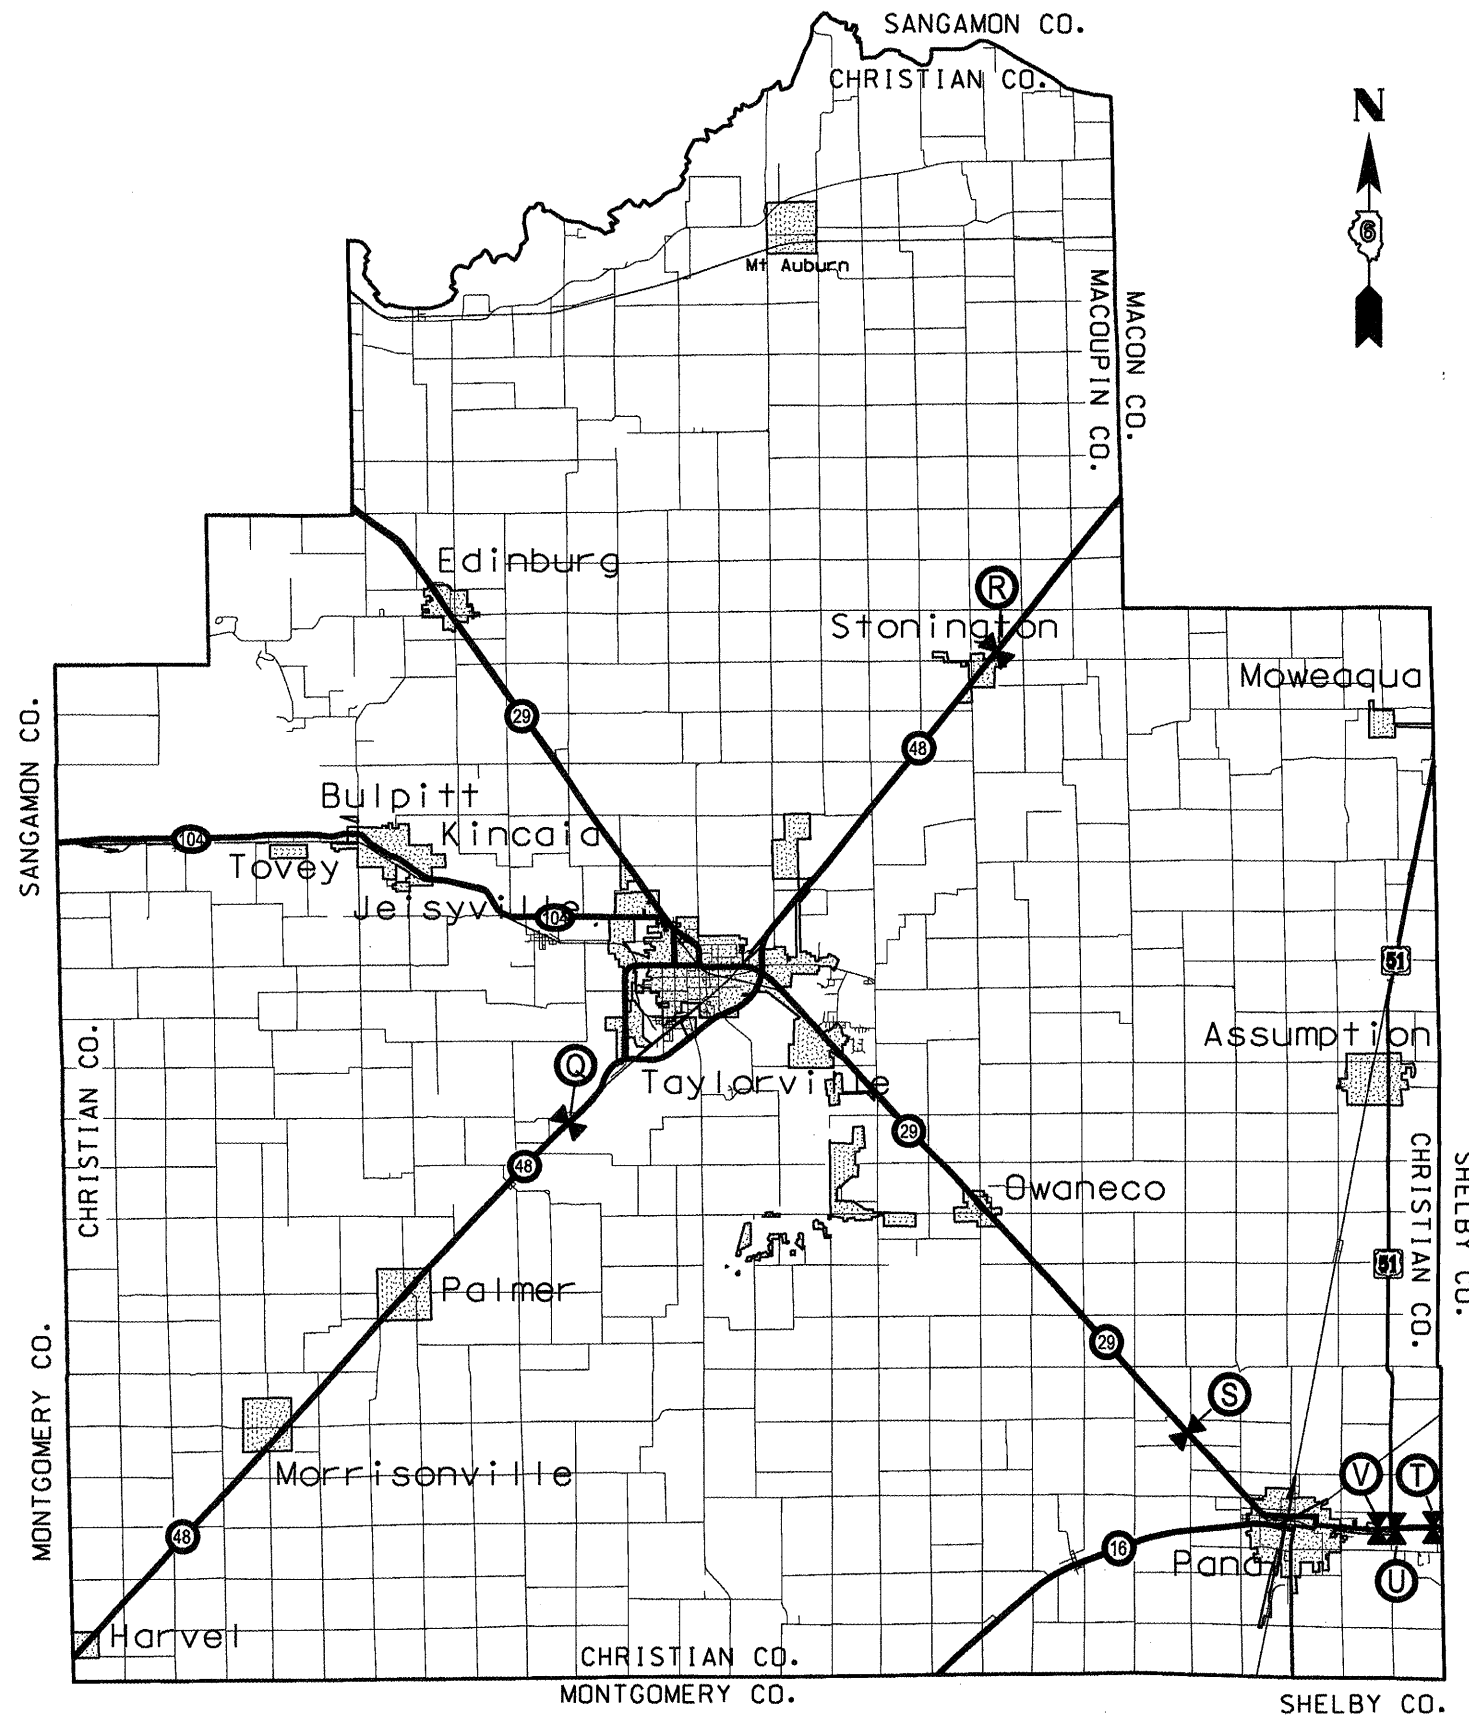 SANGAMON CO.
CHRISTIAN CO.
N
6
Mt Auburn
MACON CO.
MACOUPIN CO.
Edinburg
R
Stonington
Moweaqua
29
48
SANGAMON CO.
Bulpitt
Kincaid
104
Tovey
Jeisyville
104
51
Assumption
CHRISTIAN CO.
Q
Taylorville
29
48
Owaneco
CHRISTIAN CO.
SHELBY CO.
51
Palmer
29
MONTGOMERY CO.
S
Morrisonville
V
T
48
16
Pana
U
Harvel
CHRISTIAN CO.
MONTGOMERY CO.
SHELBY CO.